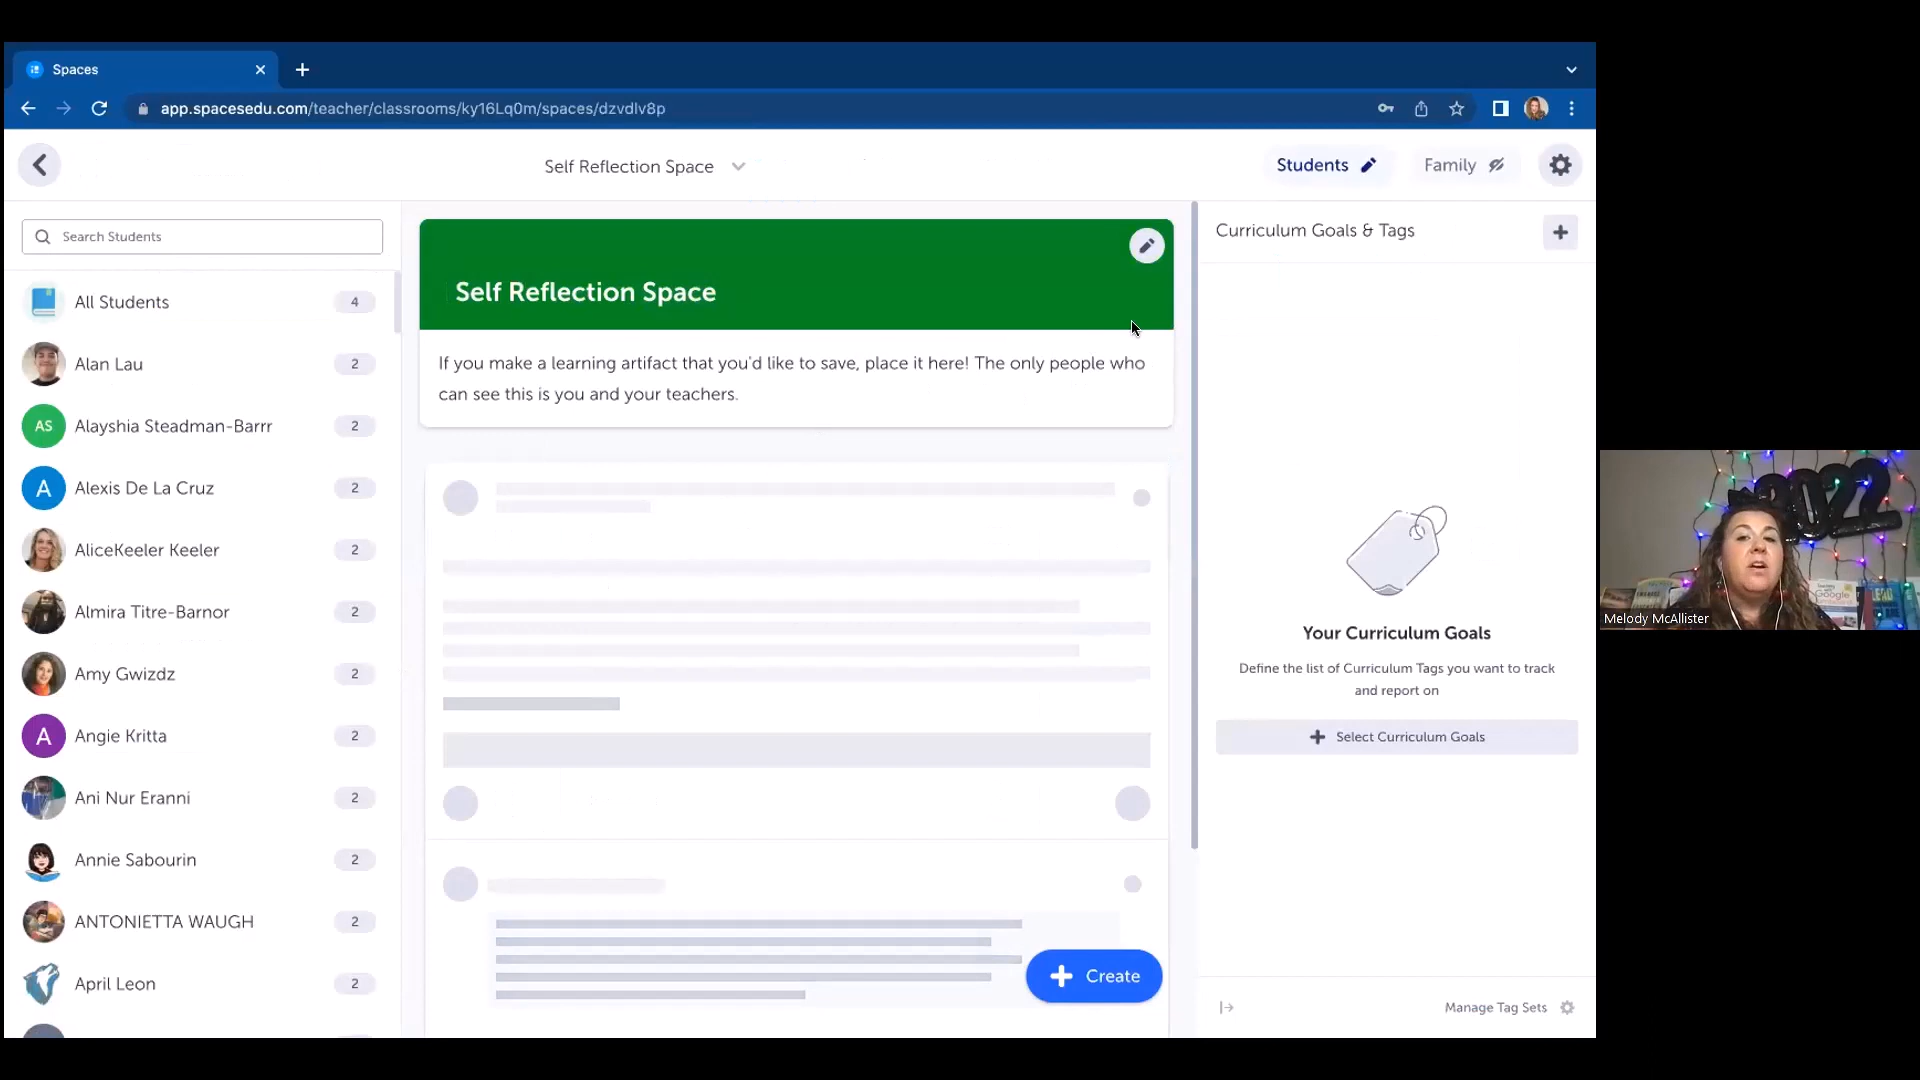 Spaces
app.spacesedu.com/teacher/classrooms/ky16Lq0m/spaces/dzvdlv8p
Self Reflection Space
Students
Family
Search Students
All Students 4
Alan Lau 2
AS Alayshia Steadman-Barrr 2
A Alexis De La Cruz 2
AliceKeeler Keeler 2
Almira Titre-Barnor 2
Amy Gwizdz 2
A Angie Kritta 2
Ani Nur Eranni 2
Annie Sabourin 2
ANTONIETTA WAUGH 2
April Leon 2
Self Reflection Space
If you make a learning artifact that you'd like to save, place it here! The only people who
can see this is you and your teachers.
Create
Curriculum Goals & Tags
Your Curriculum Goals
Define the list of Curriculum Tags you want to track
and report on
Select Curriculum Goals
Manage Tag Sets
2022
Google
Melody McAllister